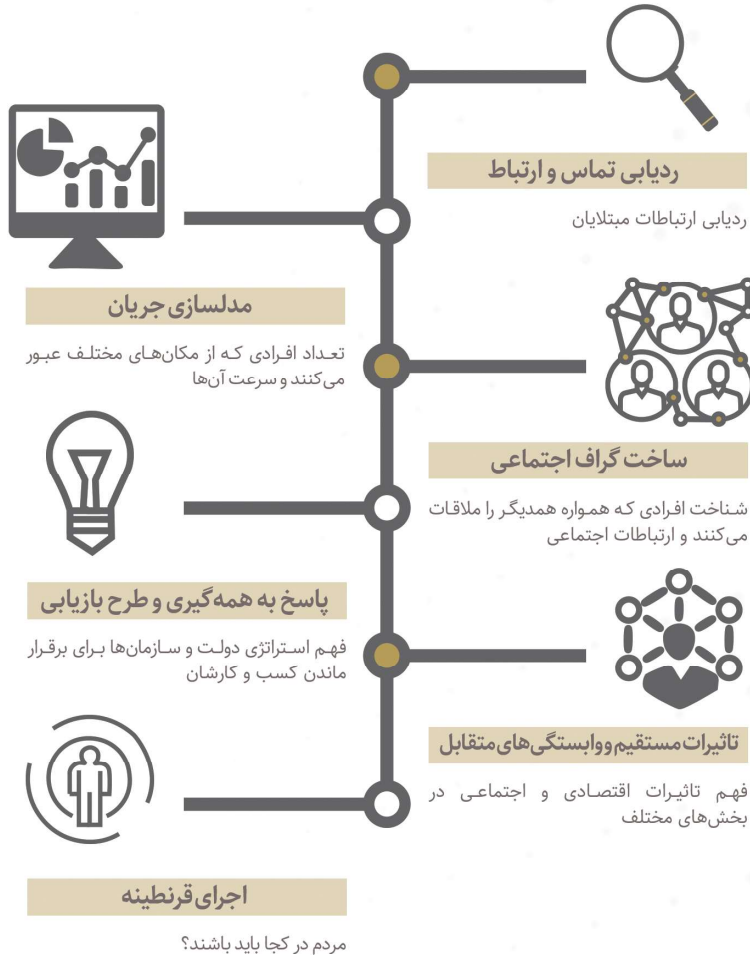 ردیابی تماس و ارتباط
ردیابی ارتباطات مبتلایان
مدلسازی جریان
تعداد افرادی که از مکان‌های مختلف عبور
می‌کنند و سرعت آن‌ها
ساخت گراف اجتماعی
شناخت افرادی که همواره همدیگر را ملاقات
می‌کنند و ارتباطات اجتماعی
پاسخ به همه‌گیری و طرح بازیابی
فهم استراتژی دولت و سازمان‌ها برای برقرار
ماندن کسب و کارشان
تاثیرات مستقیم و وابستگی‌های متقابل
فهم تاثیرات اقتصادی و اجتماعی در
بخش‌های مختلف
اجرای قرنطینه
مردم در کجا باید باشند؟